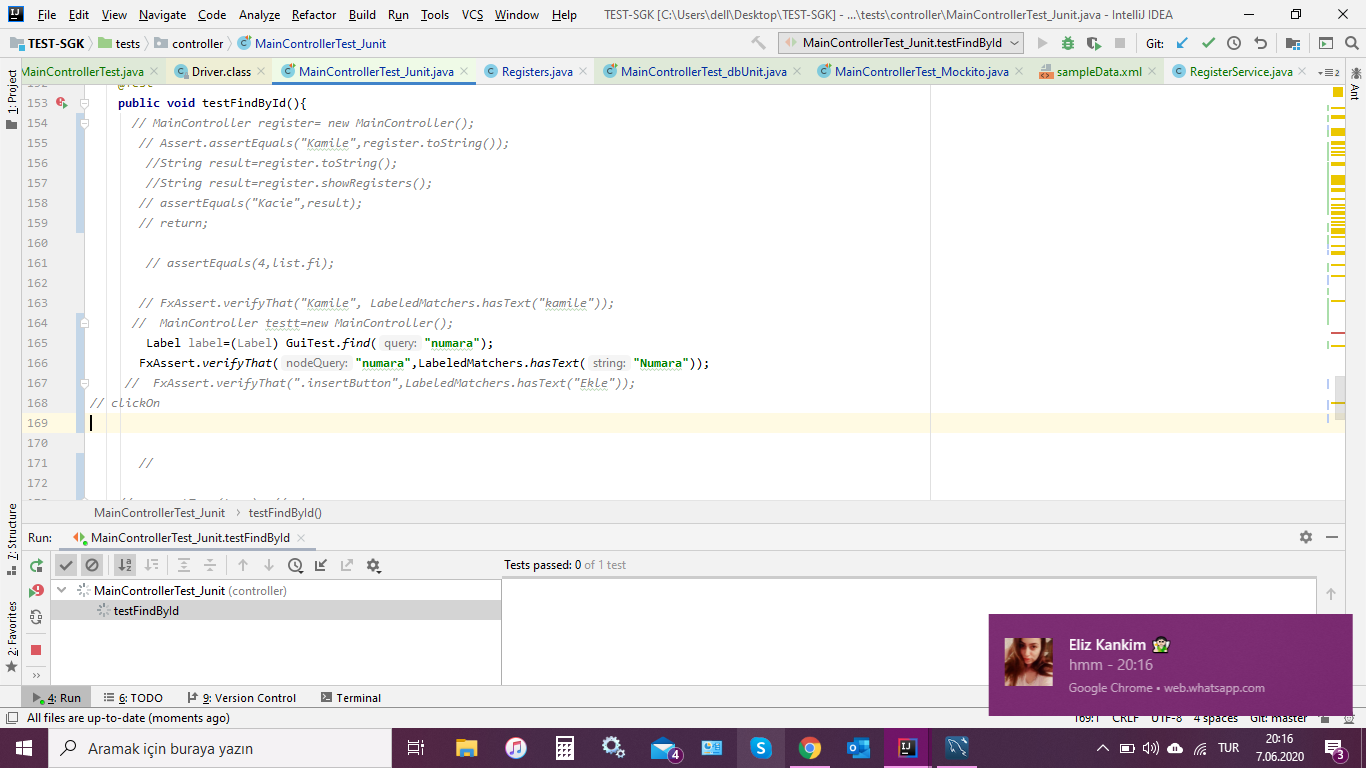 File Edit View Navigate Code Analyze Refactor Build Run Tools VCS Window Help TEST-SGK [C:\Users\dell\Desktop\TEST-SGK] - ...\tests\controller\MainControllerTest_Junit.java - IntelliJ IDEA
TEST-SGK tests controller MainControllerTest_Junit MainControllerTest_Junit.testFindById Git:
MainControllerTest.java Driver.class MainControllerTest_Junit.java Registers.java MainControllerTest_dbUnit.java MainControllerTest_Mockito.java sampleData.xml RegisterService.java 2
1: Project
Ant
152 @Test
153 public void testFindById(){
154 // MainController register= new MainController();
155 // Assert.assertEquals("Kamile",register.toString());
156 //String result=register.toString();
157 //String result=register.showRegisters();
158 // assertEquals("Kacie",result);
159 // return;
160
161 // assertEquals(4,list.fi);
162
163 // FxAssert.verifyThat("Kamile", LabeledMatchers.hasText("kamile"));
164 // MainController testt=new MainController();
165 Label label=(Label) GuiTest.find( query: "numara");
166 FxAssert.verifyThat( nodeQuery: "numara",LabeledMatchers.hasText( string: "Numara"));
167 // FxAssert.verifyThat(".insertButton",LabeledMatchers.hasText("Ekle"));
168 // clickOn
169
170
171 //
172
MainControllerTest_Junit testFindById()
7: Structure
2: Favorites
Run: MainControllerTest_Junit.testFindById
Tests passed: 0 of 1 test
MainControllerTest_Junit (controller)
testFindById
Eliz Kankim
hmm - 20:16
Google Chrome • web.whatsapp.com
4: Run 6: TODO 9: Version Control Terminal
All files are up-to-date (moments ago) 169:1 CRLF UTF-8 4 spaces Git: master
Aramak için buraya yazın 4 TUR 20:16
7.06.2020 3